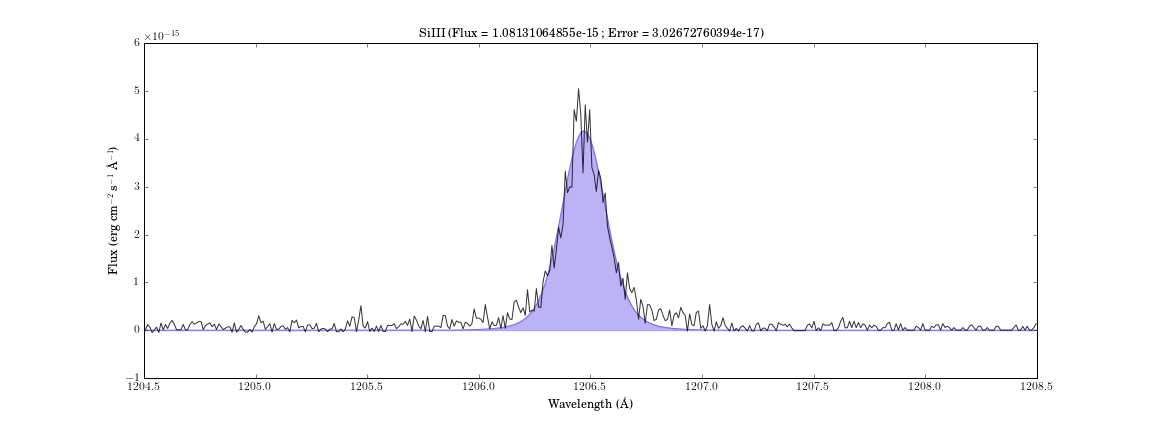 SiIII (Flux = 1.08131064855e-15 ; Error = 3.02672760394e-17)
×10⁻¹⁵
6
5
4
3
2
1
0
−1
Flux (erg cm⁻² s⁻¹ Å⁻¹)
1204.5 1205.0 1205.5 1206.0 1206.5 1207.0 1207.5 1208.0 1208.5
Wavelength (Å)